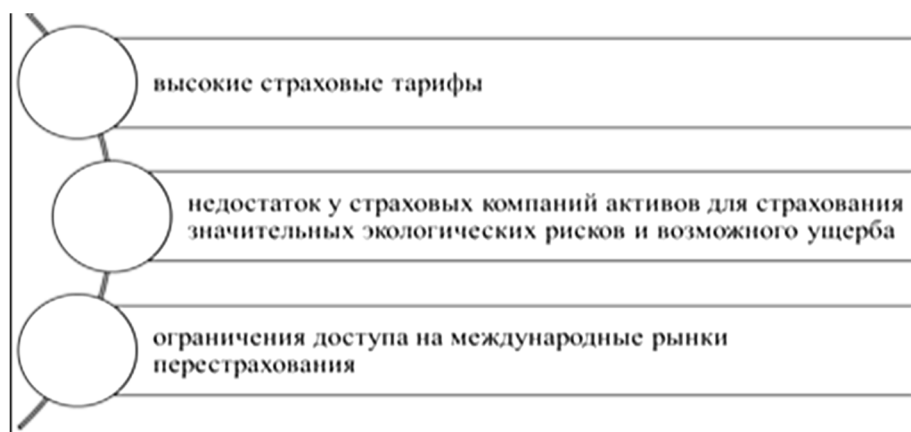 высокие страховые тарифы
недостаток у страховых компаний активов для страхования
значительных экологических рисков и возможного ущерба
ограничения доступа на международные рынки
перестрахования